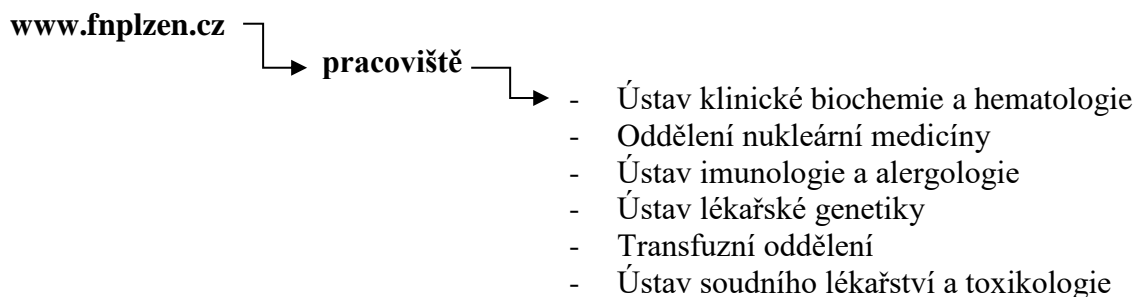 www.fnplzen.cz
pracoviště
- Ústav klinické biochemie a hematologie
- Oddělení nukleární medicíny
- Ústav imunologie a alergologie
- Ústav lékařské genetiky
- Transfuzní oddělení
- Ústav soudního lékařství a toxikologie